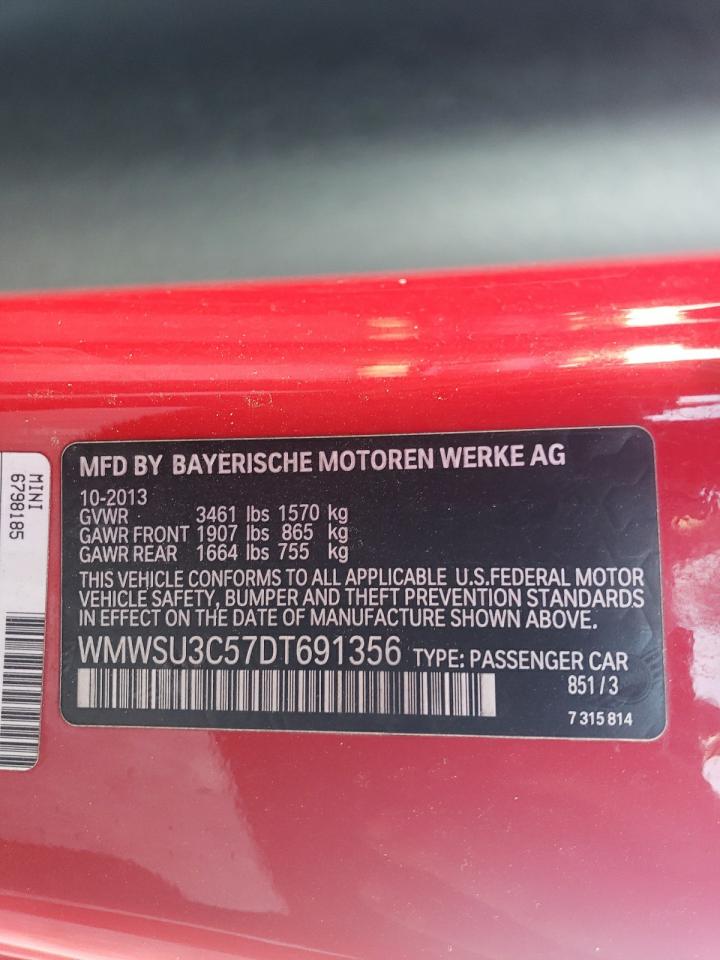 MFD BY BAYERISCHE MOTOREN WERKE AG
10-2013
GVWR 3461 lbs 1570 kg
GAWR FRONT 1907 lbs 865 kg
GAWR REAR 1664 lbs 755 kg
THIS VEHICLE CONFORMS TO ALL APPLICABLE U.S.FEDERAL MOTOR
VEHICLE SAFETY, BUMPER AND THEFT PREVENTION STANDARDS
IN EFFECT ON THE DATE OF MANUFACTURE SHOWN ABOVE.
WMWSU3C57DT691356 TYPE: PASSENGER CAR
851/3
7 315 814
MINI
6798185